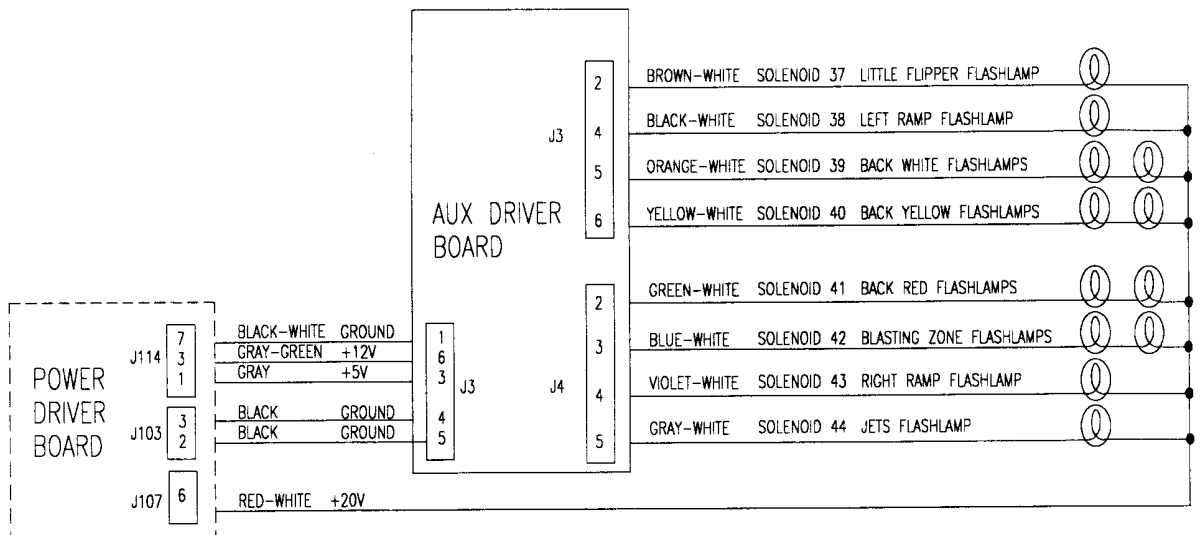 BROWN-WHITE SOLENOID 37 LITTLE FLIPPER FLASHLAMP
2
BLACK-WHITE SOLENOID 38 LEFT RAMP FLASHLAMP
J3 4
ORANGE-WHITE SOLENOID 39 BACK WHITE FLASHLAMPS
5
YELLOW-WHITE SOLENOID 40 BACK YELLOW FLASHLAMPS
6
AUX DRIVER
BOARD
GREEN-WHITE SOLENOID 41 BACK RED FLASHLAMPS
2
BLUE-WHITE SOLENOID 42 BLASTING ZONE FLASHLAMPS
3
VIOLET-WHITE SOLENOID 43 RIGHT RAMP FLASHLAMP
J4 4
GRAY-WHITE SOLENOID 44 JETS FLASHLAMP
5
POWER
DRIVER
BOARD
J114
7 BLACK-WHITE GROUND 1
3 GRAY-GREEN +12V 6
1 GRAY +5V 3
J3
J103
3 BLACK GROUND 4
2 BLACK GROUND 5
J107 6 RED-WHITE +20V